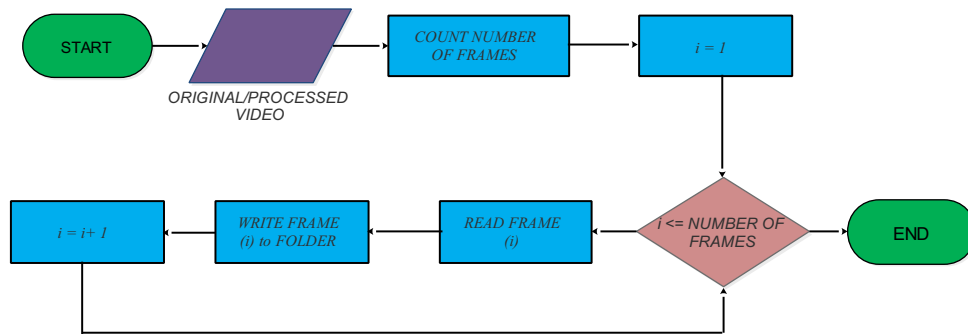 START
ORIGINAL/PROCESSED
VIDEO
COUNT NUMBER
OF FRAMES
i = 1
i <= NUMBER OF
FRAMES
END
READ FRAME
(i)
WRITE FRAME
(i) to FOLDER
i = i+ 1